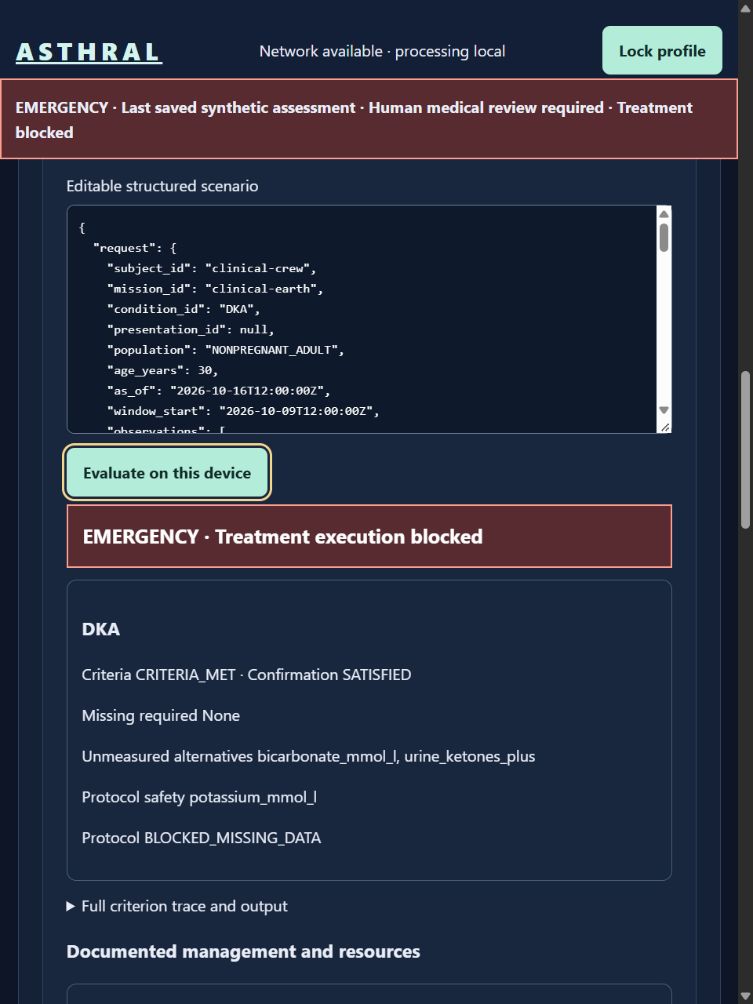 ASTHRAL
Network available · processing local
Lock profile
EMERGENCY · Last saved synthetic assessment · Human medical review required · Treatment
blocked
Editable structured scenario
{
  "request": {
    "subject_id": "clinical-crew",
    "mission_id": "clinical-earth",
    "condition_id": "DKA",
    "presentation_id": null,
    "population": "NONPREGNANT_ADULT",
    "age_years": 30,
    "as_of": "2026-10-16T12:00:00Z",
    "window_start": "2026-10-09T12:00:00Z",
    "observations": [
Evaluate on this device
EMERGENCY · Treatment execution blocked
DKA
Criteria CRITERIA_MET · Confirmation SATISFIED
Missing required None
Unmeasured alternatives bicarbonate_mmol_l, urine_ketones_plus
Protocol safety potassium_mmol_l
Protocol BLOCKED_MISSING_DATA
▶ Full criterion trace and output
Documented management and resources